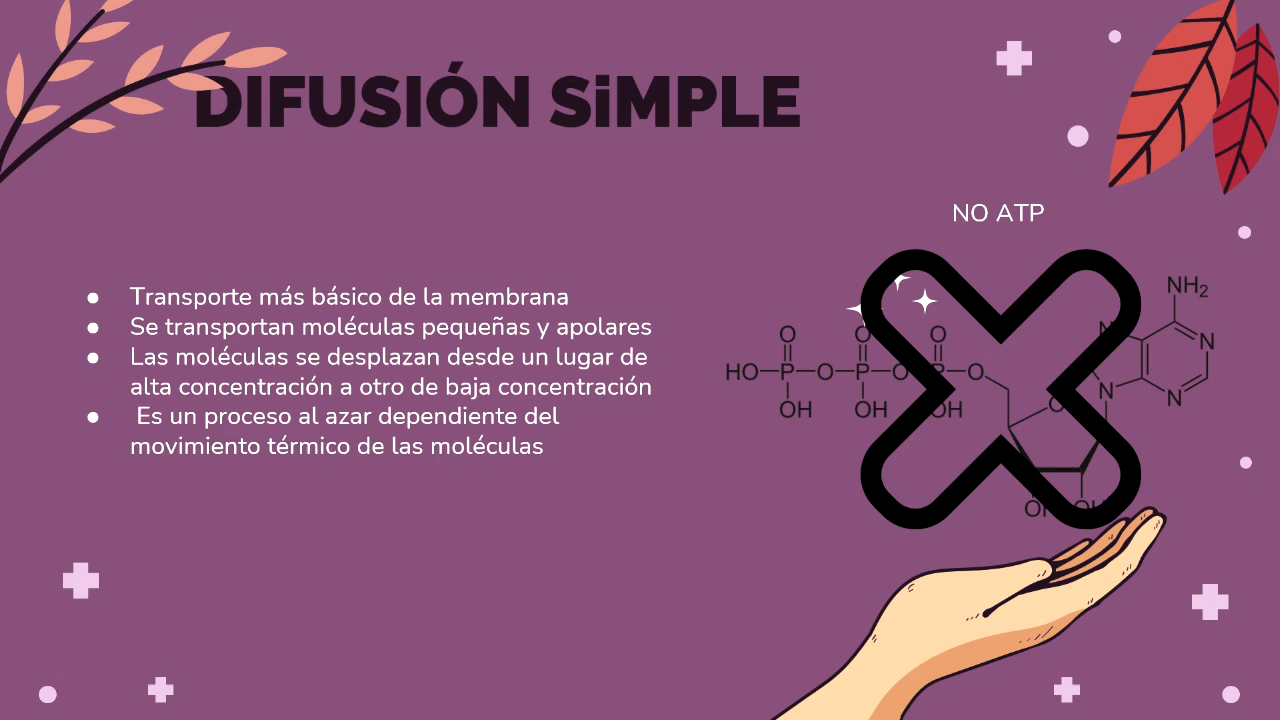 DIFUSIÓN SiMPLE
NO ATP
● Transporte más básico de la membrana
● Se transportan moléculas pequeñas y apolares
● Las moléculas se desplazan desde un lugar de
alta concentración a otro de baja concentración
● Es un proceso al azar dependiente del
movimiento térmico de las moléculas
NH₂
N N
O O O
HO P O P O P O N N
OH OH OH O
OH OH